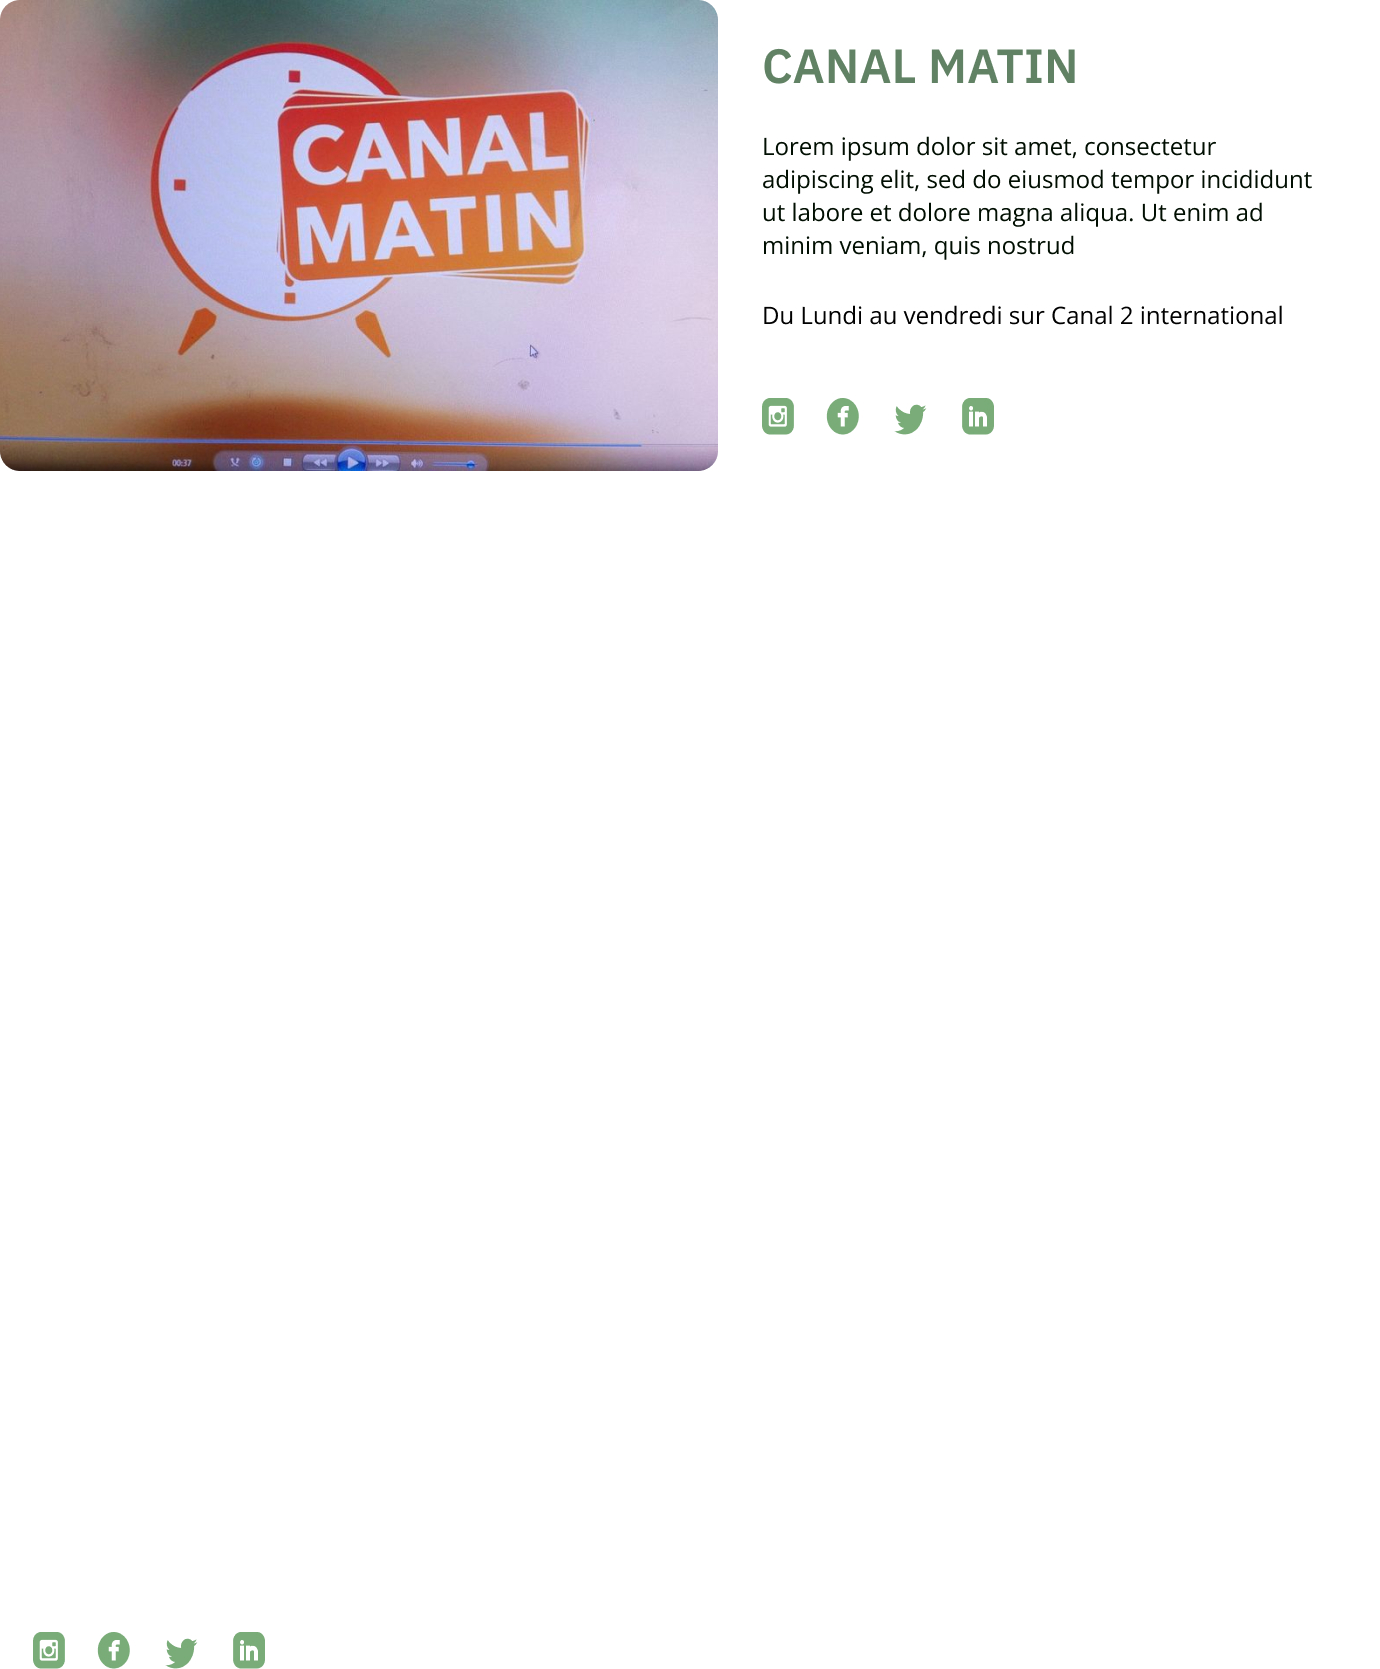 CANAL
MATIN
00:37
CANAL MATIN
Lorem ipsum dolor sit amet, consectetur
adipiscing elit, sed do eiusmod tempor incididunt
ut labore et dolore magna aliqua. Ut enim ad
minim veniam, quis nostrud
Du Lundi au vendredi sur Canal 2 international